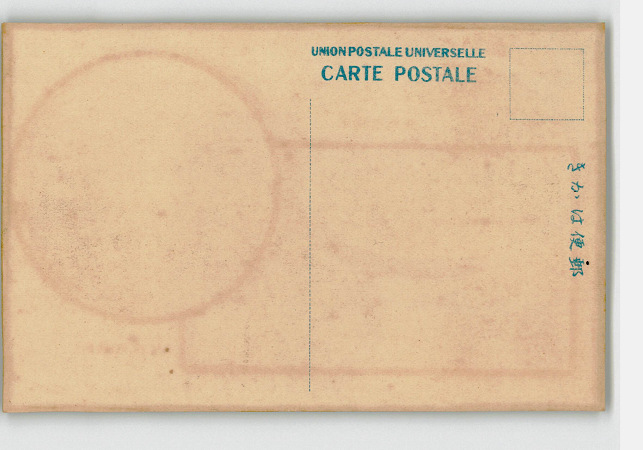 UNION POSTALE UNIVERSELLE
CARTE POSTALE
郵便はかき